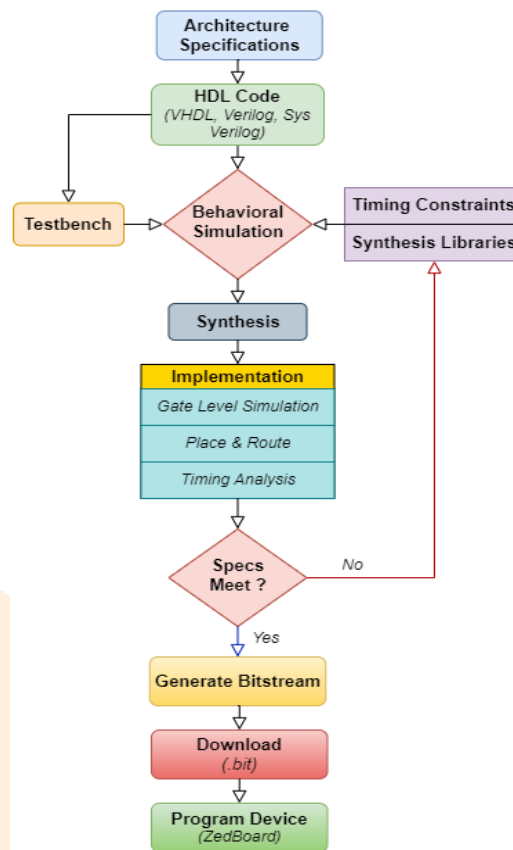 Architecture
Specifications
HDL Code
(VHDL, Verilog, Sys
Verilog)
Testbench
Behavioral
Simulation
Timing Constraints
Synthesis Libraries
Synthesis
Implementation
Gate Level Simulation
Place & Route
Timing Analysis
Specs
Meet ?
No
Yes
Generate Bitstream
Download
(.bit)
Program Device
(ZedBoard)